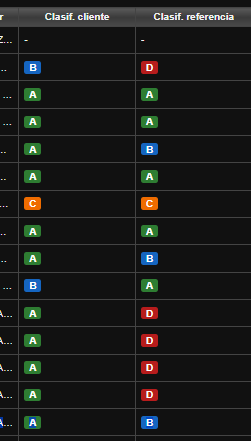 r Clasif. cliente Clasif. referencia
Z... - -
... B D
... A A
... A A
... A B
... A A
... C C
... A A
... A B
... B A
A... A D
A... A D
A... A D
A... A D
A... A B